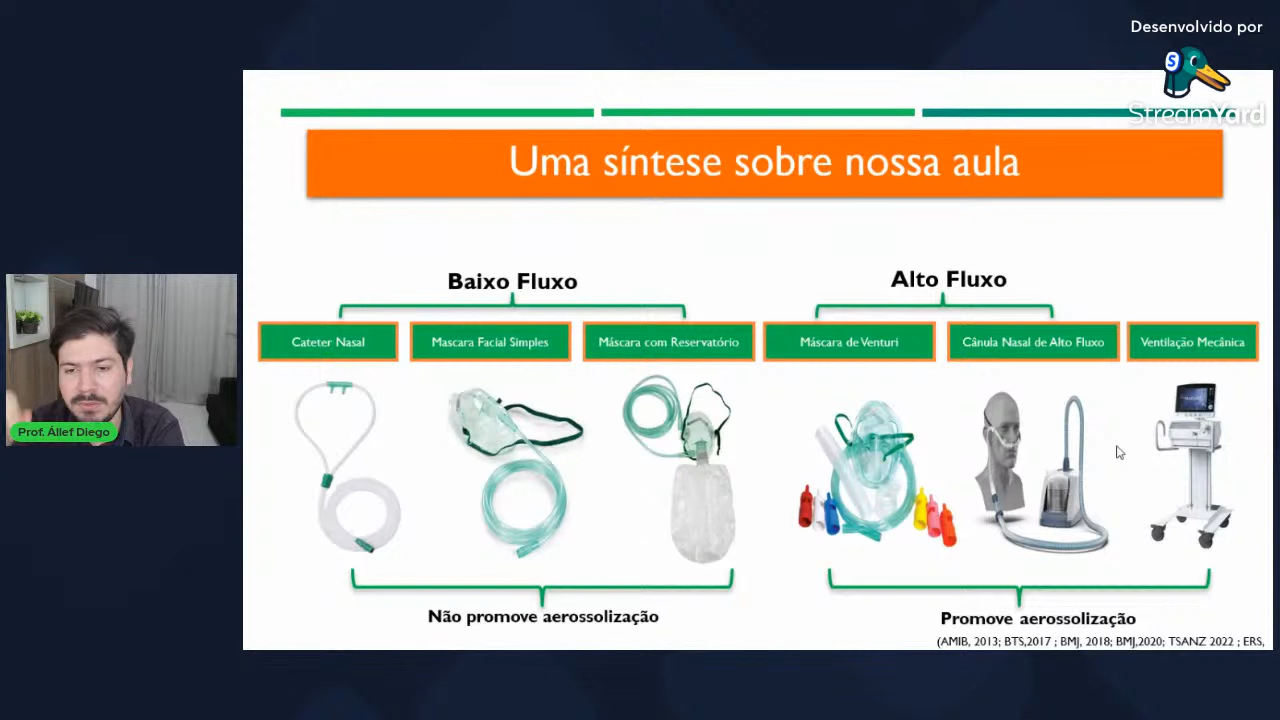 Desenvolvido por
S
StreamYard
Uma síntese sobre nossa aula
Baixo Fluxo
Alto Fluxo
Cateter Nasal
Mascara Facial Simples
Máscara com Reservatório
Máscara de Venturi
Cânula Nasal de Alto Fluxo
Ventilação Mecânica
Prof. Állef Diego
Não promove aerossolização
Promove aerossolização
(AMIB, 2013; BTS,2017 ; BMJ, 2018; BMJ,2020; TSANZ 2022 ; ERS,